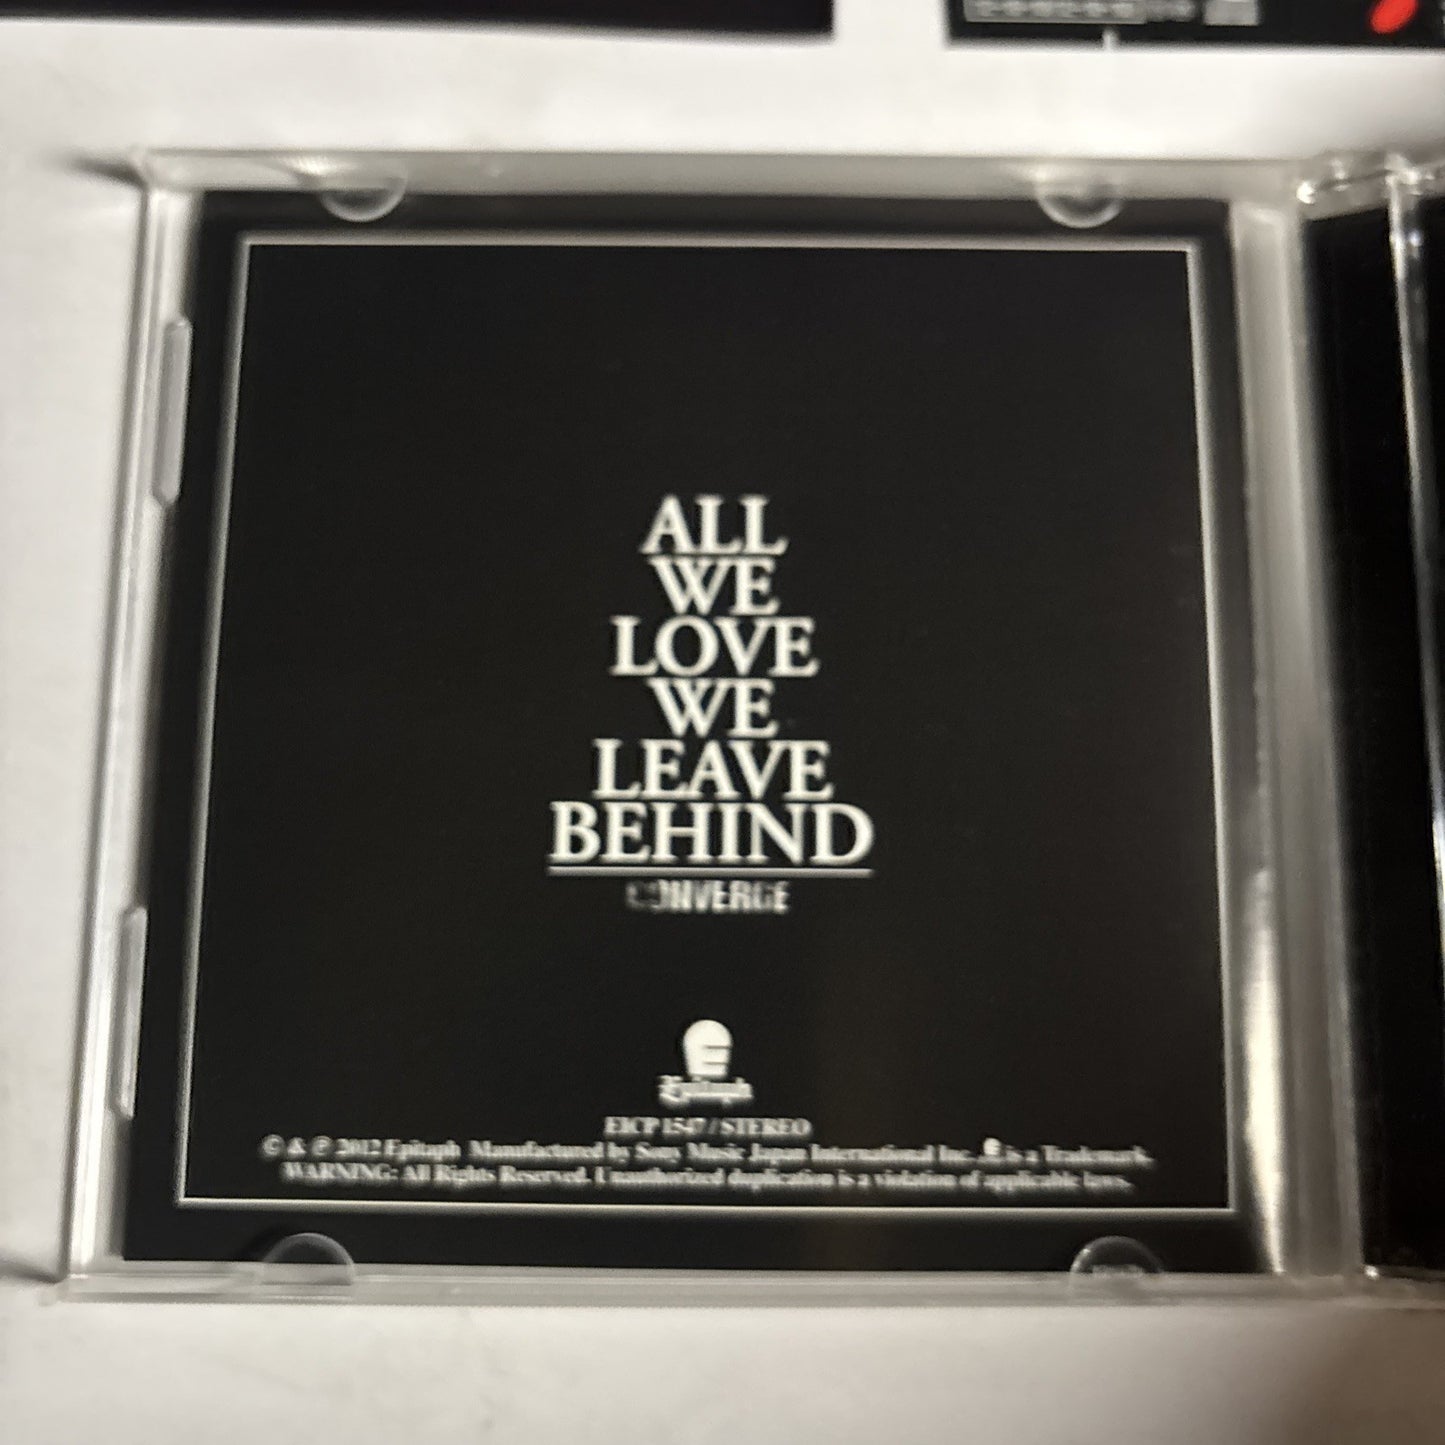 ALL
WE
LOVE
WE
LEAVE
BEHIND
CONVERGE
Epitaph
EICP 1547 / STEREO
© & ℗ 2012 Epitaph Manufactured by Sony Music Japan International Inc. is a Trademark.
WARNING: All Rights Reserved. Unauthorized duplication is a violation of applicable laws.